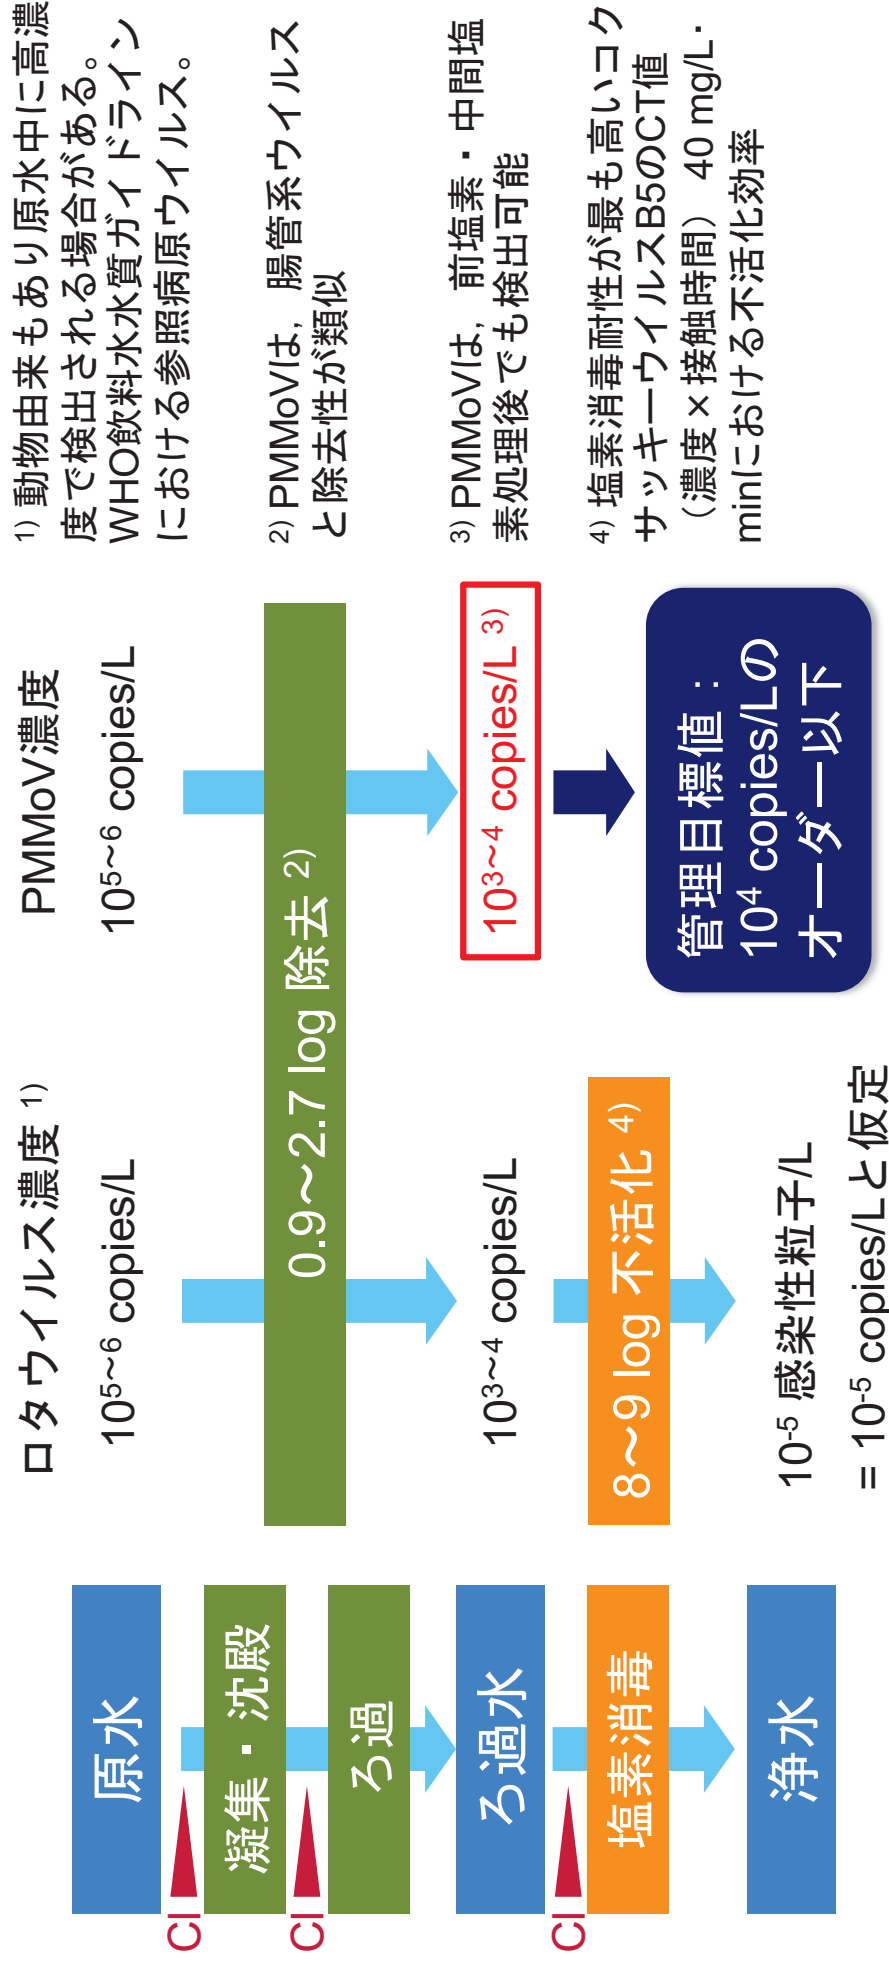 ロタウイルス濃度 1)
PMMoV濃度
1) 動物由来もあり原水中に高濃
度で検出される場合がある。
WHO飲料水水質ガイドライン
における参照病原ウイルス。
原水
105～6 copies/L
105～6 copies/L
Cl
凝集・沈殿
Cl
ろ過
0.9～2.7 log 除去 2)
2) PMMoVは，腸管系ウイルス
と除去性が類似
ろ過水
103～4 copies/L
103～4 copies/L 3)
3) PMMoVは，前塩素・中間塩
素処理後でも検出可能
Cl
塩素消毒
8～9 log 不活化 4)
管理目標値：
104 copies/Lの
オーダー以下
4) 塩素消毒耐性が最も高いコク
サッキーウイルスB5のCT値
（濃度×接触時間） 40 mg/L・
minにおける不活化効率
浄水
10-5 感染性粒子/L
= 10-5 copies/Lと仮定